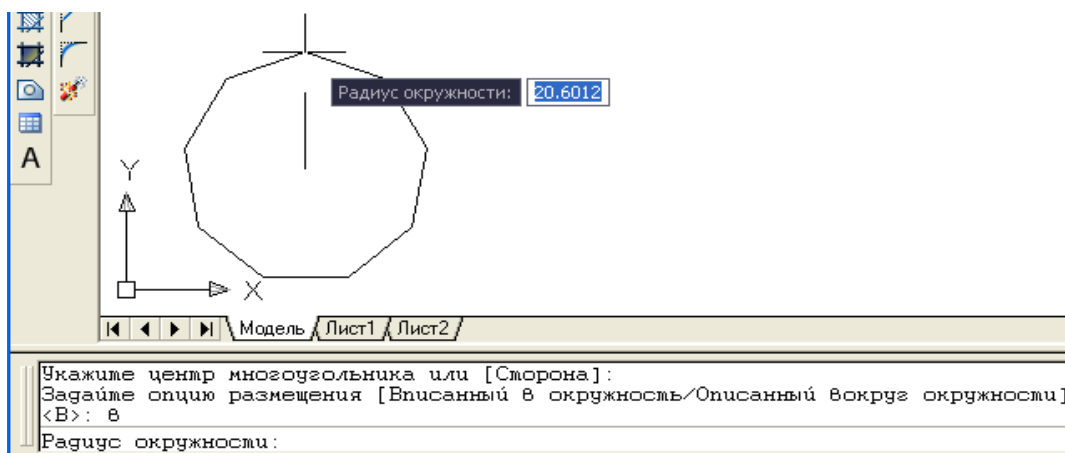 Радиус окружности: 20.6012
A
Y
X
Модель Лист1 Лист2
Укажите центр многоугольника или [Сторона]:
Задайте опцию размещения [Вписанный в окружность/Описанный вокруг окружности]
<В>: в
Радиус окружности: